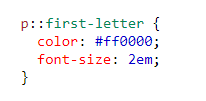 p::first-letter {
  color: #ff0000;
  font-size: 2em;
}